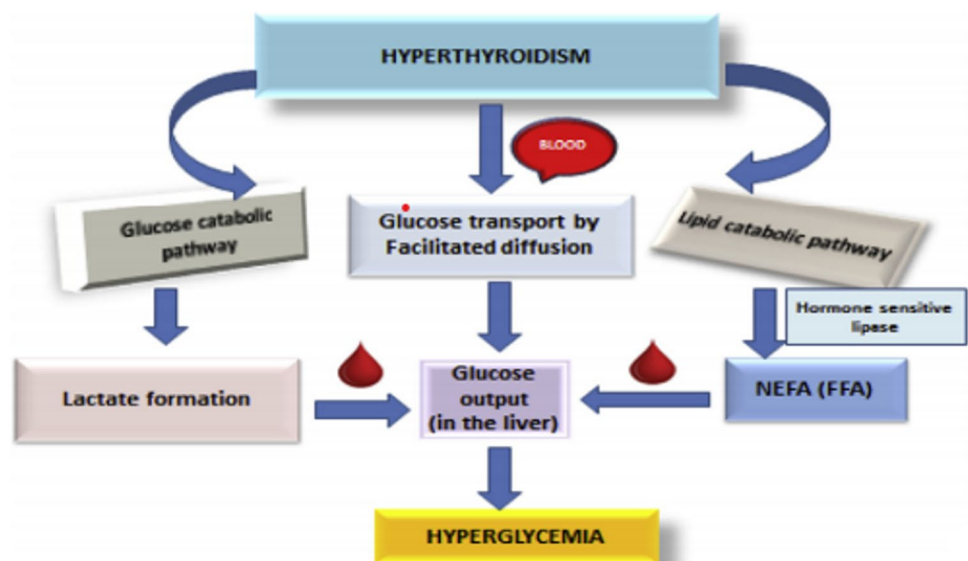 HYPERTHYROIDISM
BLOOD
Glucose catabolic
pathway
Glucose transport by
Facilitated diffusion
Lipid catabolic pathway
Hormone sensitive
lipase
Lactate formation
Glucose
output
(in the liver)
NEFA (FFA)
HYPERGLYCEMIA